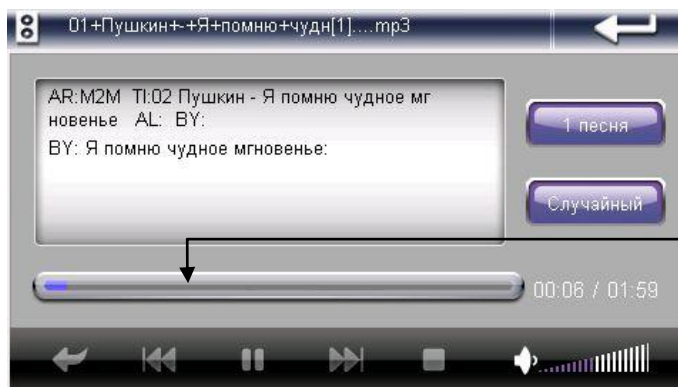 01+Пушкин+-+Я+помню+чудн[1]....mp3
AR:M2M TI:02 Пушкин - Я помню чудное мг
новенье AL: BY:
BY: Я помню чудное мгновенье:
1 песня
Случайный
00:06 / 01:59